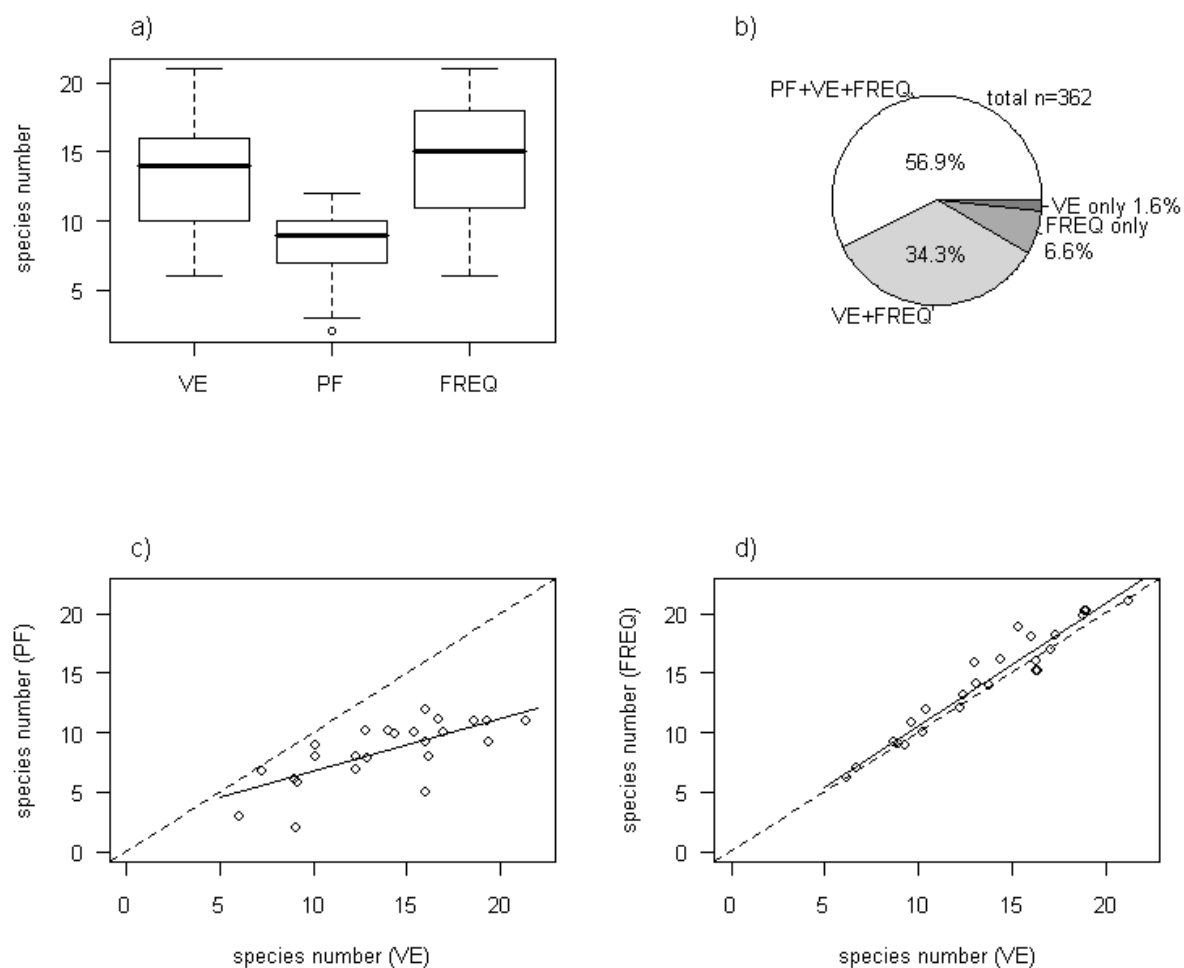 a)
20
15
10
5
species number
VE PF FREQ
b)
PF+VE+FREQ
total n=362
56.9%
VE only 1.6%
FREQ only
6.6%
34.3%
VE+FREQ
c)
20
15
10
5
0
species number (PF)
0 5 10 15 20
species number (VE)
d)
20
15
10
5
0
species number (FREQ)
0 5 10 15 20
species number (VE)